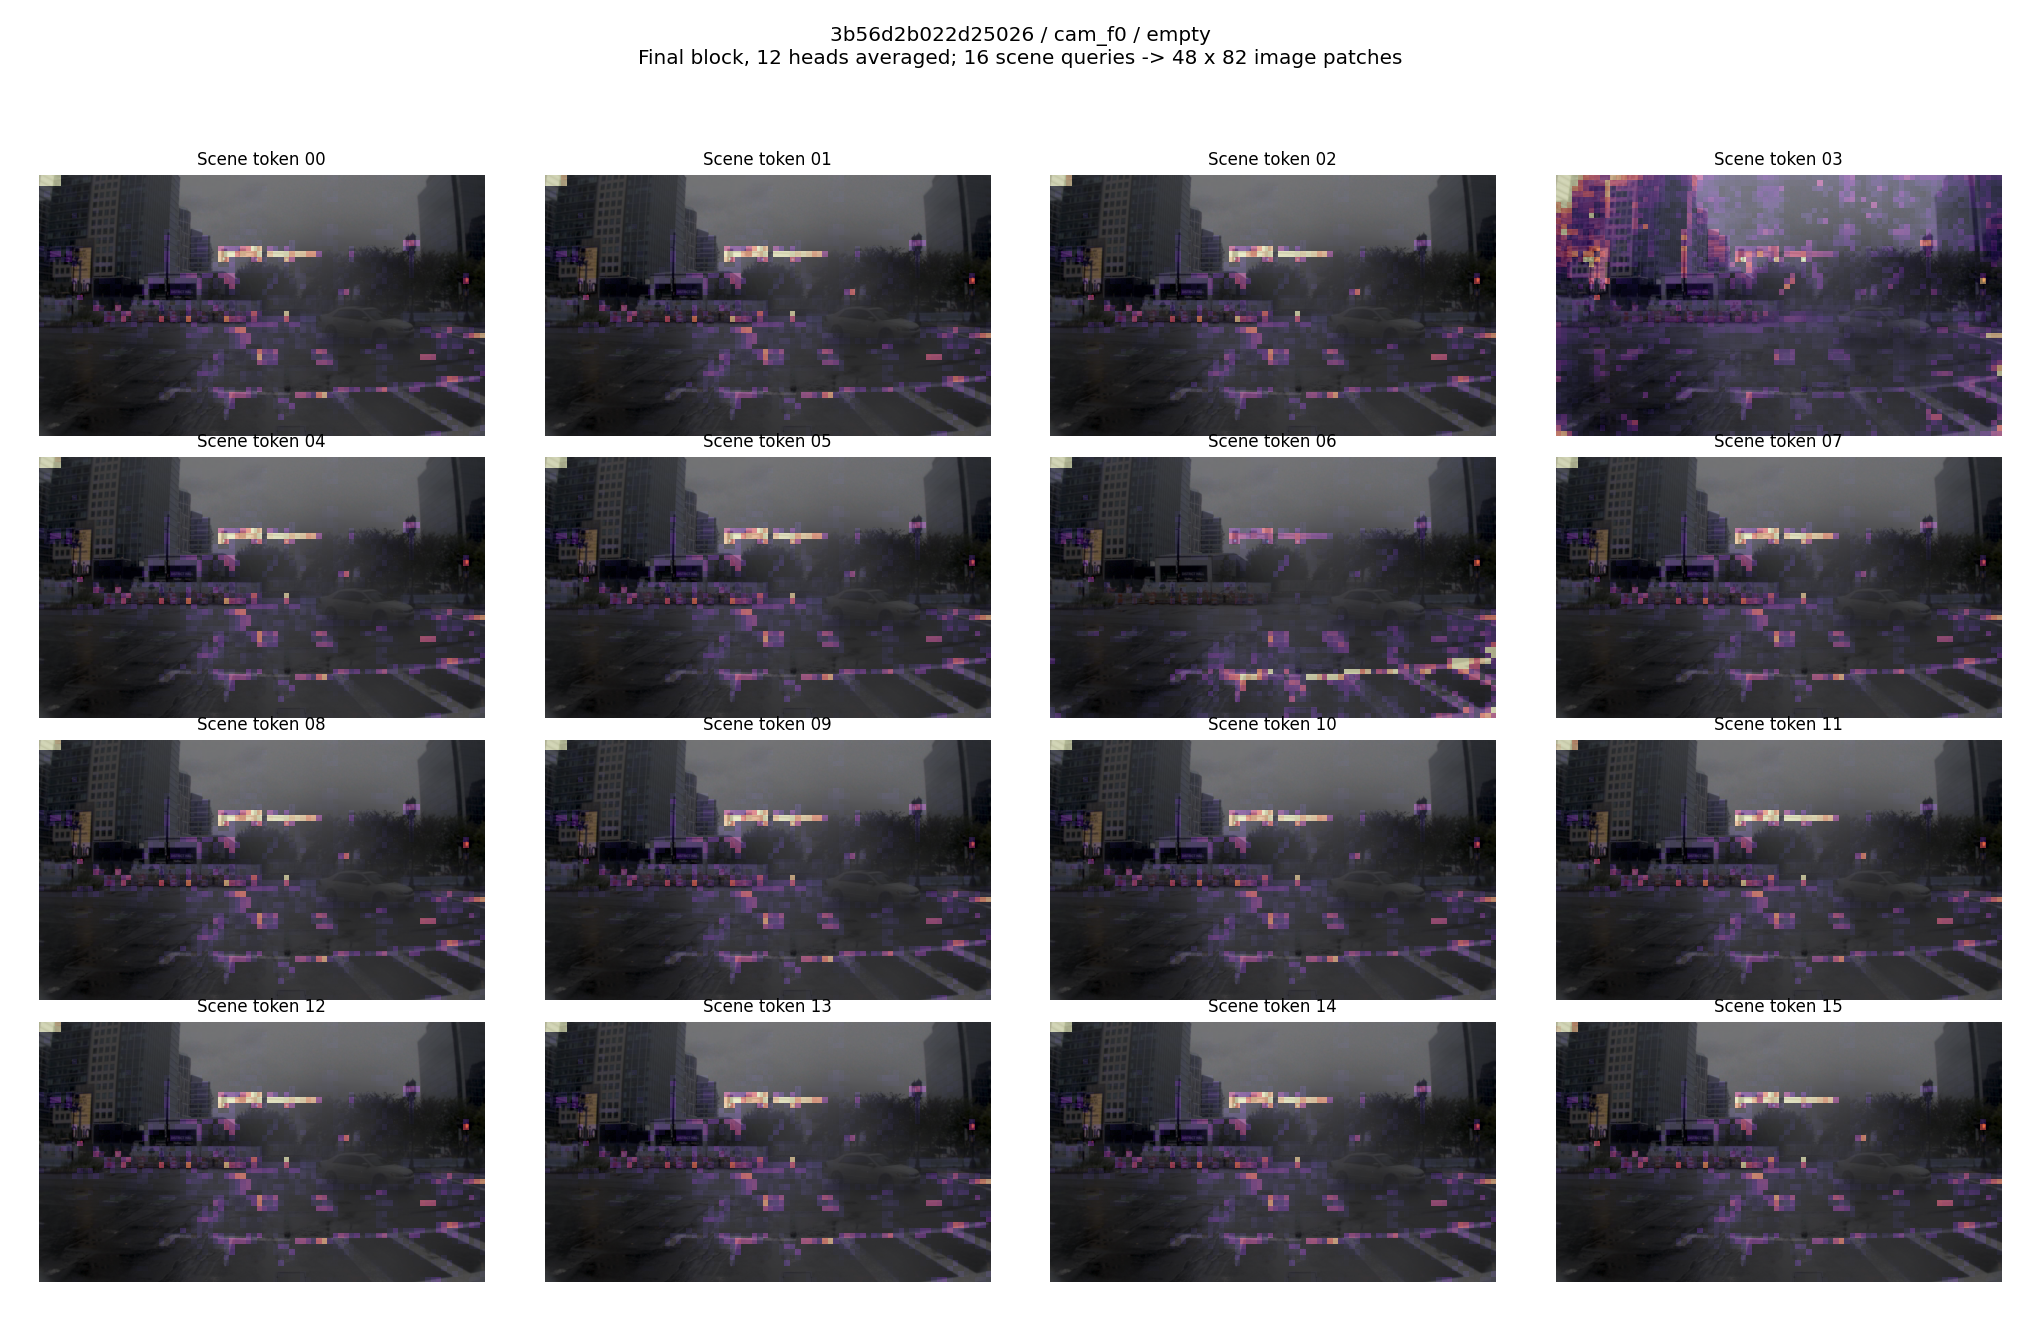 3b56d2b022d25026 / cam_f0 / empty
Final block, 12 heads averaged; 16 scene queries -> 48 x 82 image patches
Scene token 00
Scene token 01
Scene token 02
Scene token 03
Scene token 04
Scene token 05
Scene token 06
Scene token 07
Scene token 08
Scene token 09
Scene token 10
Scene token 11
Scene token 12
Scene token 13
Scene token 14
Scene token 15